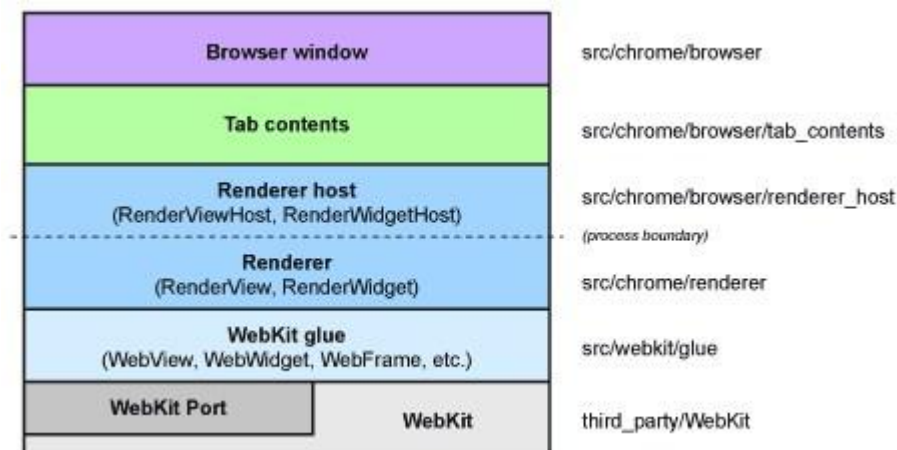 Browser window
src/chrome/browser
Tab contents
src/chrome/browser/tab_contents
Renderer host
(RenderViewHost, RenderWidgetHost)
src/chrome/browser/renderer_host
(process boundary)
Renderer
(RenderView, RenderWidget)
src/chrome/renderer
WebKit glue
(WebView, WebWidget, WebFrame, etc.)
src/webkit/glue
WebKit Port
WebKit
third_party/WebKit